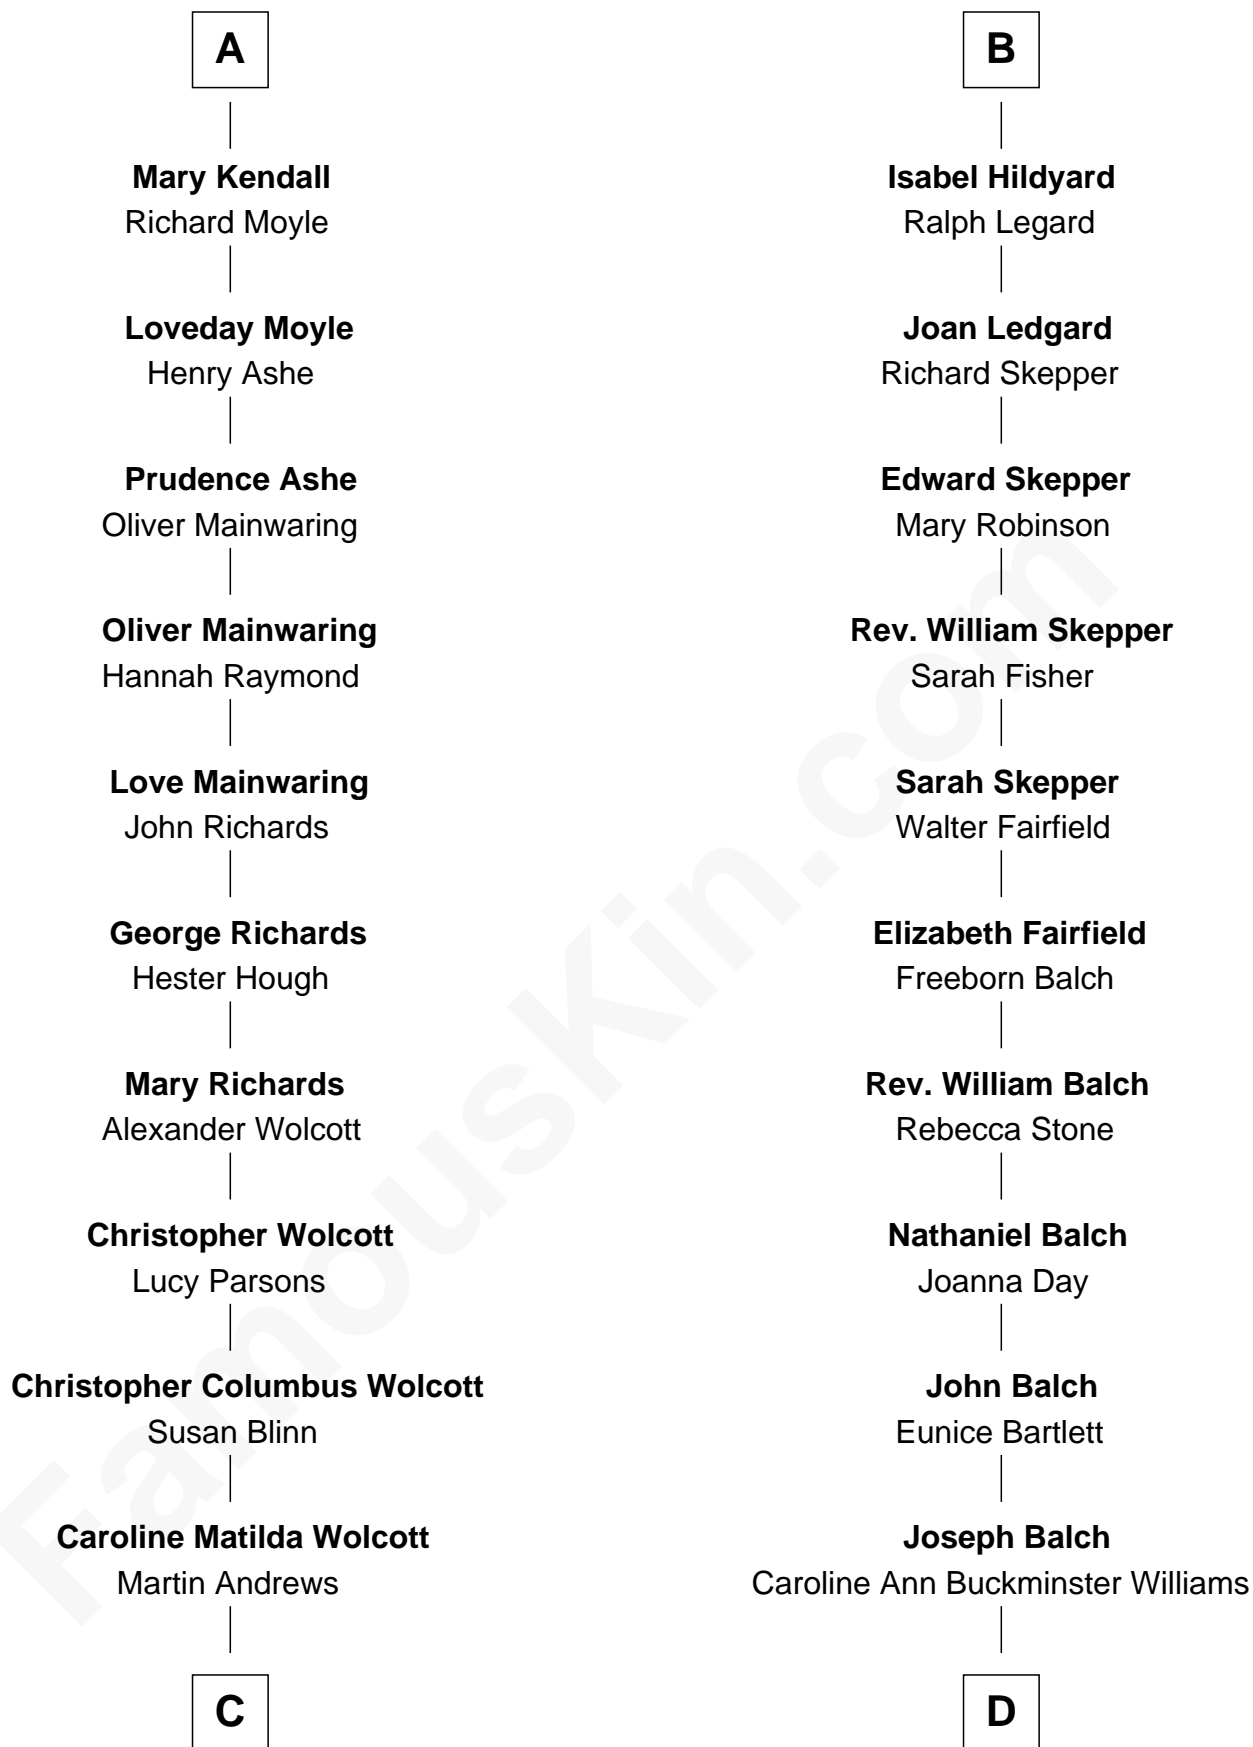 A
Mary Kendall
Richard Moyle
Loveday Moyle
Henry Ashe
Prudence Ashe
Oliver Mainwaring
Oliver Mainwaring
Hannah Raymond
Love Mainwaring
John Richards
George Richards
Hester Hough
Mary Richards
Alexander Wolcott
Christopher Wolcott
Lucy Parsons
Christopher Columbus Wolcott
Susan Blinn
Caroline Matilda Wolcott
Martin Andrews
C
B
Isabel Hildyard
Ralph Legard
Joan Ledgard
Richard Skepper
Edward Skepper
Mary Robinson
Rev. William Skepper
Sarah Fisher
Sarah Skepper
Walter Fairfield
Elizabeth Fairfield
Freeborn Balch
Rev. William Balch
Rebecca Stone
Nathaniel Balch
Joanna Day
John Balch
Eunice Bartlett
Joseph Balch
Caroline Ann Buckminster Williams
D
FamousKin.com